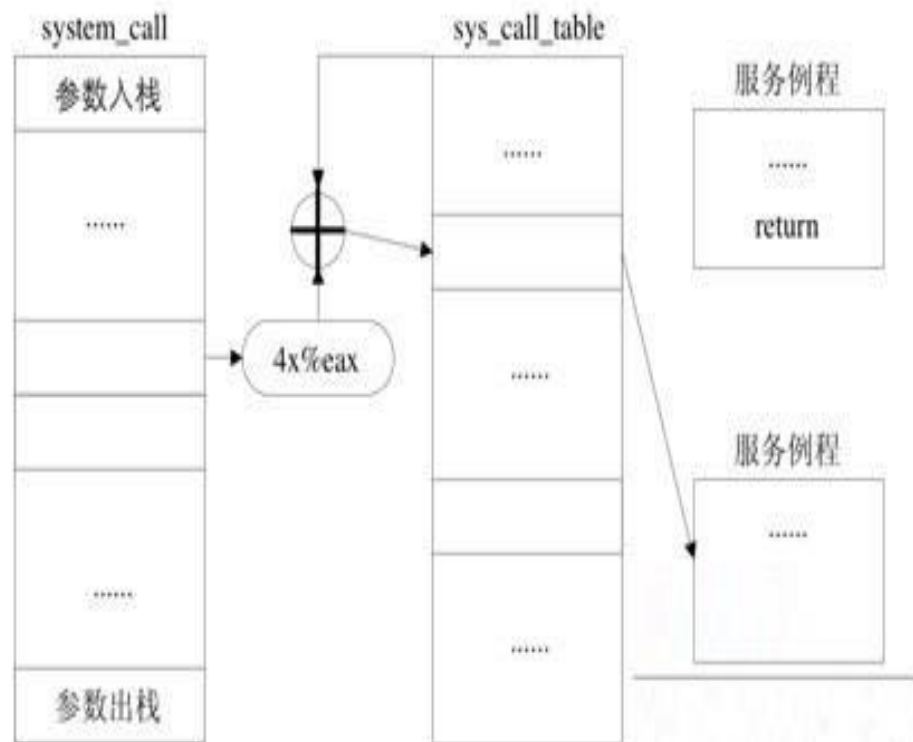 system_call
参数入栈
......
4x%eax
......
参数出栈
sys_call_table
......
......
......
服务例程
......
return
服务例程
......